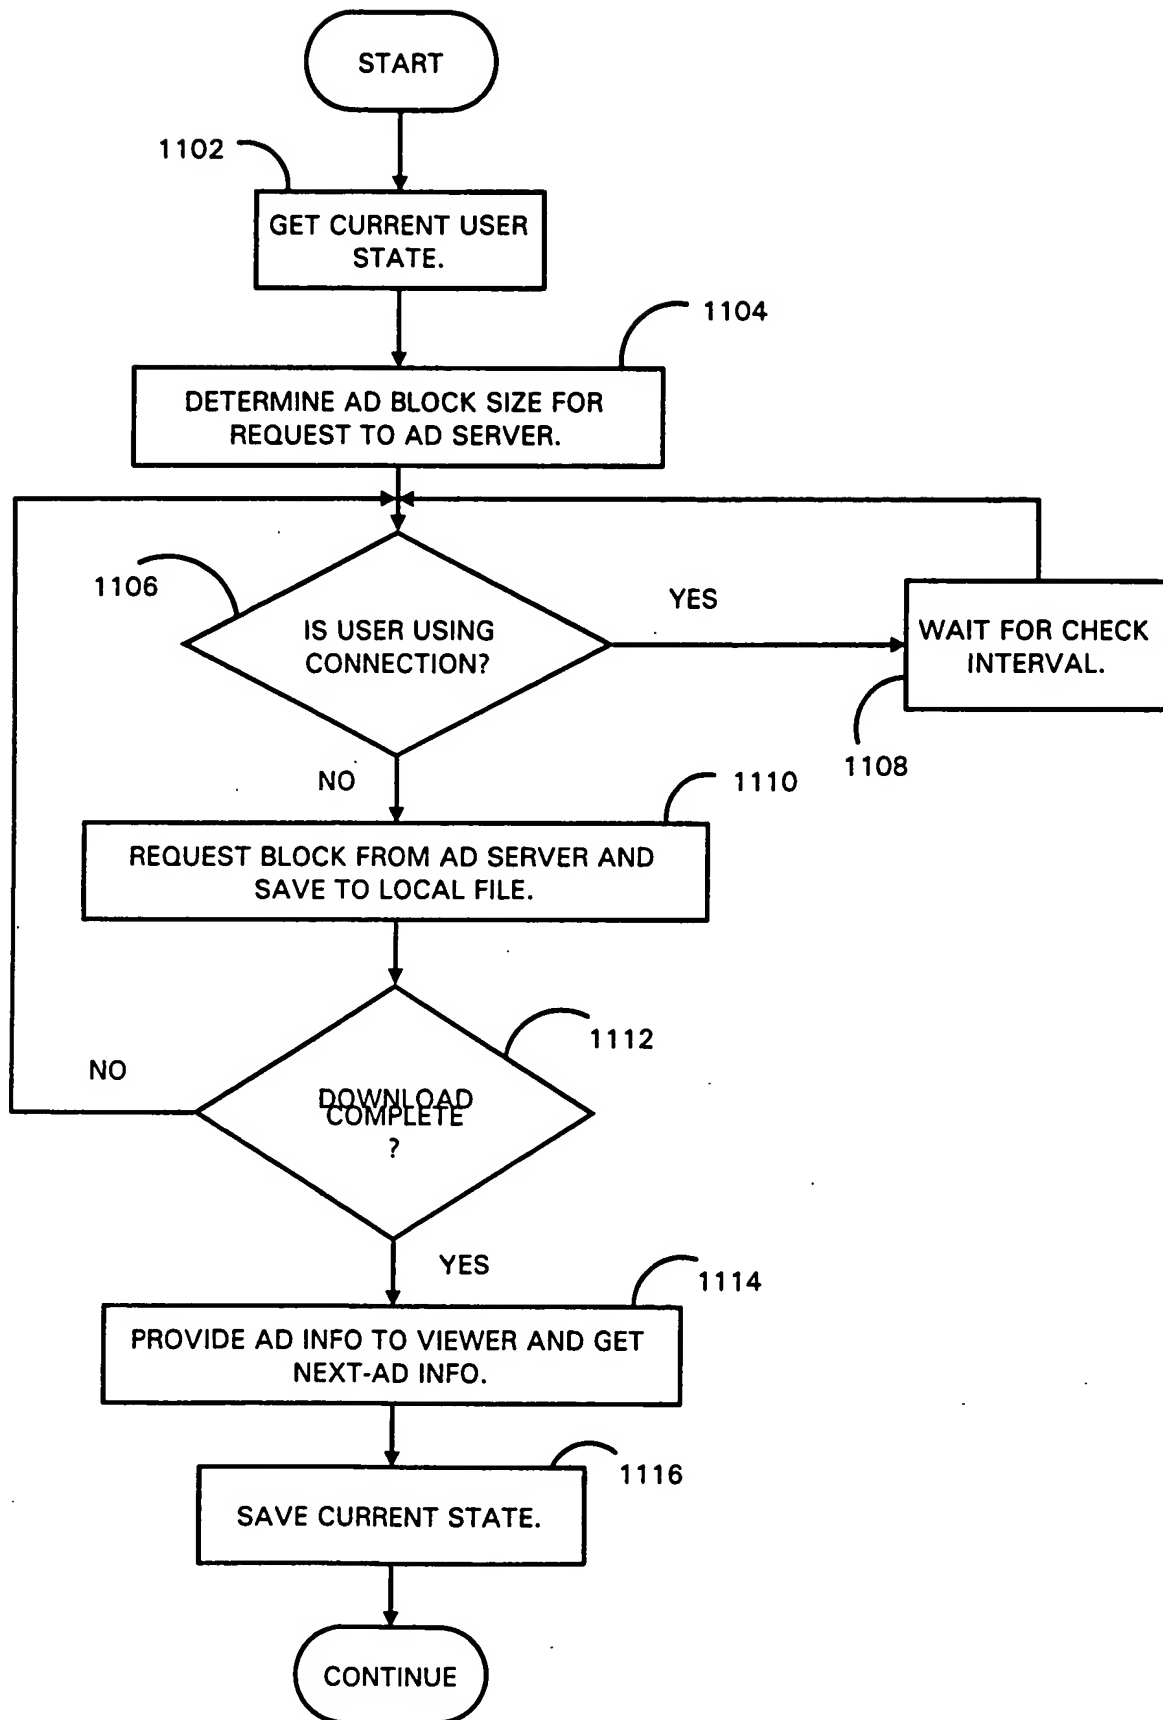 START
1102
GET CURRENT USER
STATE.
1104
DETERMINE AD BLOCK SIZE FOR
REQUEST TO AD SERVER.
1106
IS USER USING
CONNECTION?
YES
WAIT FOR CHECK
INTERVAL.
1108
NO
1110
REQUEST BLOCK FROM AD SERVER AND
SAVE TO LOCAL FILE.
1112
NO
DOWNLOAD
COMPLETE
?
YES
1114
PROVIDE AD INFO TO VIEWER AND GET
NEXT-AD INFO.
1116
SAVE CURRENT STATE.
CONTINUE